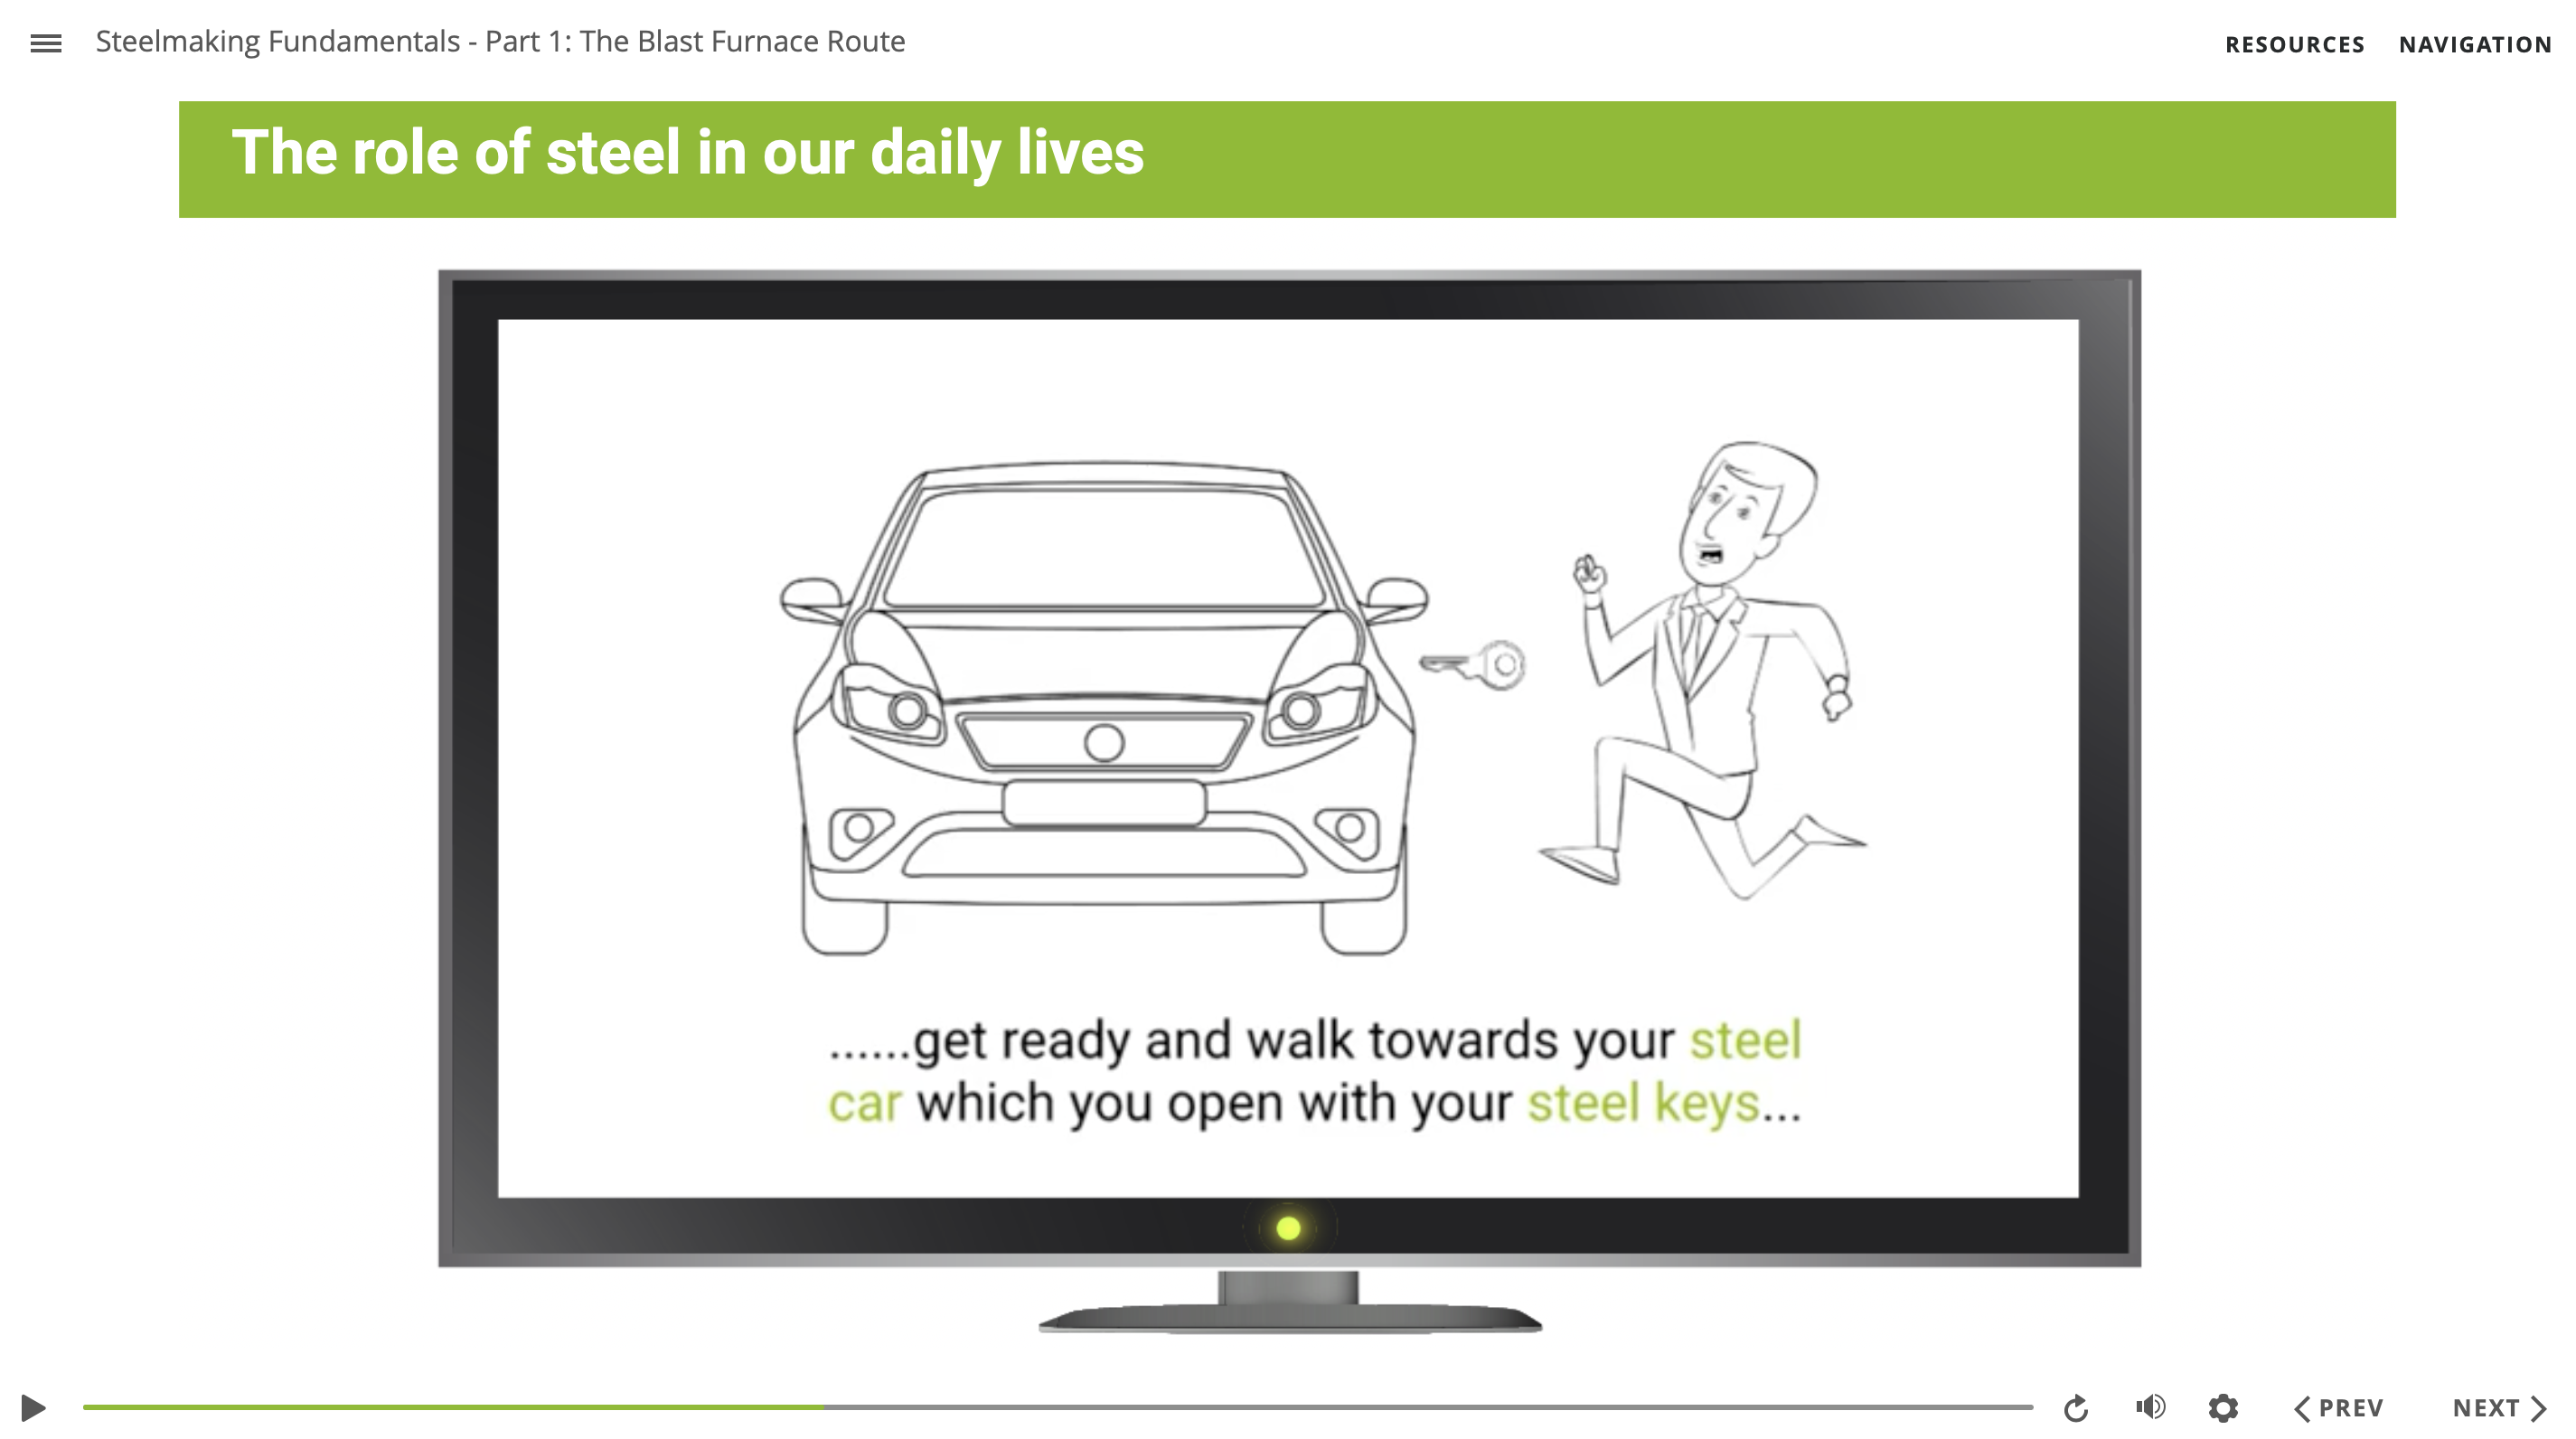 Steelmaking Fundamentals - Part 1: The Blast Furnace Route
RESOURCES
NAVIGATION
The role of steel in our daily lives
......get ready and walk towards your steel
car which you open with your steel keys...
PREV
NEXT